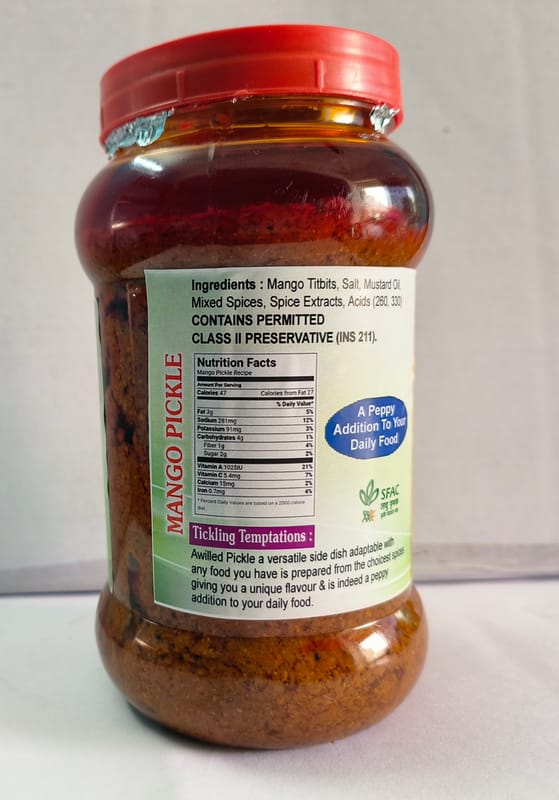 Ingredients : Mango Titbits, Salt, Mustard Oil,
Mixed Spices, Spice Extracts, Acids (260, 330)
CONTAINS PERMITTED
CLASS II PRESERVATIVE (INS 211).
MANGO PICKLE
Nutrition Facts
Mango Pickle Recipe
Amount Per Serving
Calories 47 Calories from Fat 27
% Daily Value*
Fat 3g 5%
Sodium 281mg 12%
Potassium 91mg 3%
Carbohydrates 4g 1%
Fiber 1g 4%
Sugar 2g 2%
Vitamin A 1025IU 21%
Vitamin C 5.4mg 7%
Calcium 15mg 2%
Iron 0.7mg 4%
* Percent Daily Values are based on a 2000 calorie
diet.
A Peppy
Addition To Your
Daily Food
SFAC
लघु कृषक
Tickling Temptations :
Awilled Pickle a versatile side dish adaptable with
any food you have is prepared from the choicest spices
giving you a unique flavour & is indeed a peppy
addition to your daily food.